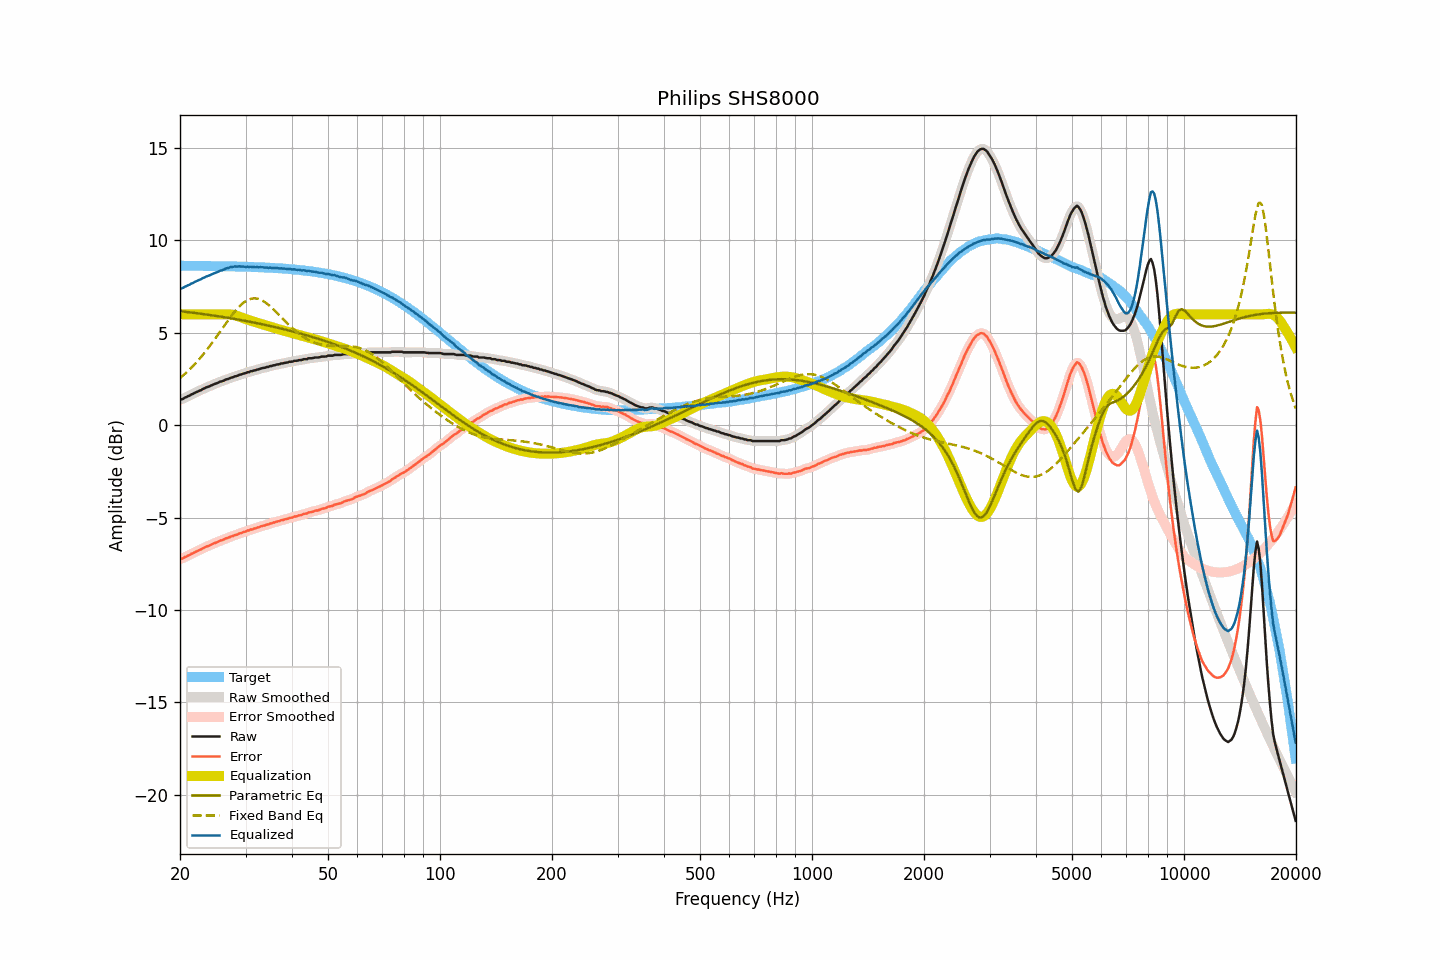 Philips SHS8000
15
10
5
0
−5
−10
−15
−20
Amplitude (dBr)
Target
Raw Smoothed
Error Smoothed
Raw
Error
Equalization
Parametric Eq
Fixed Band Eq
Equalized
20 50 100 200 500 1000 2000 5000 10000 20000
Frequency (Hz)